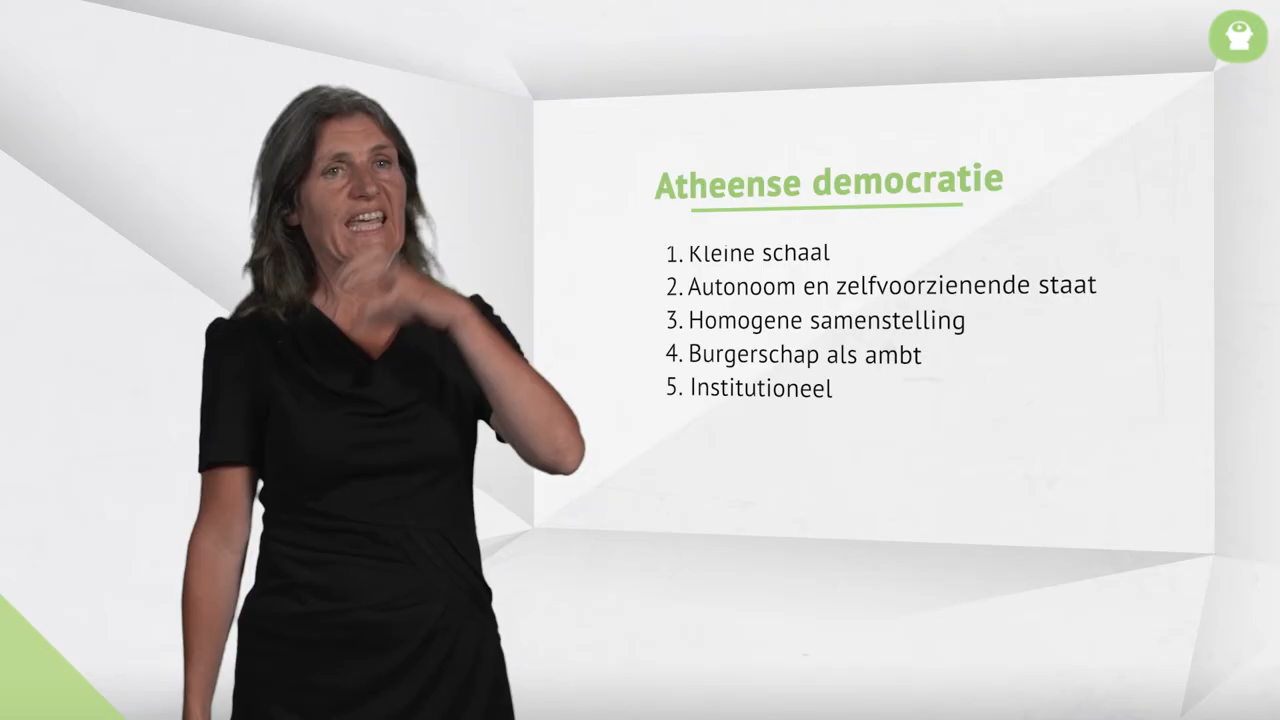 Atheense democratie
1. Kleine schaal
2. Autonoom en zelfvoorzienende staat
3. Homogene samenstelling
4. Burgerschap als ambt
5. Institutioneel